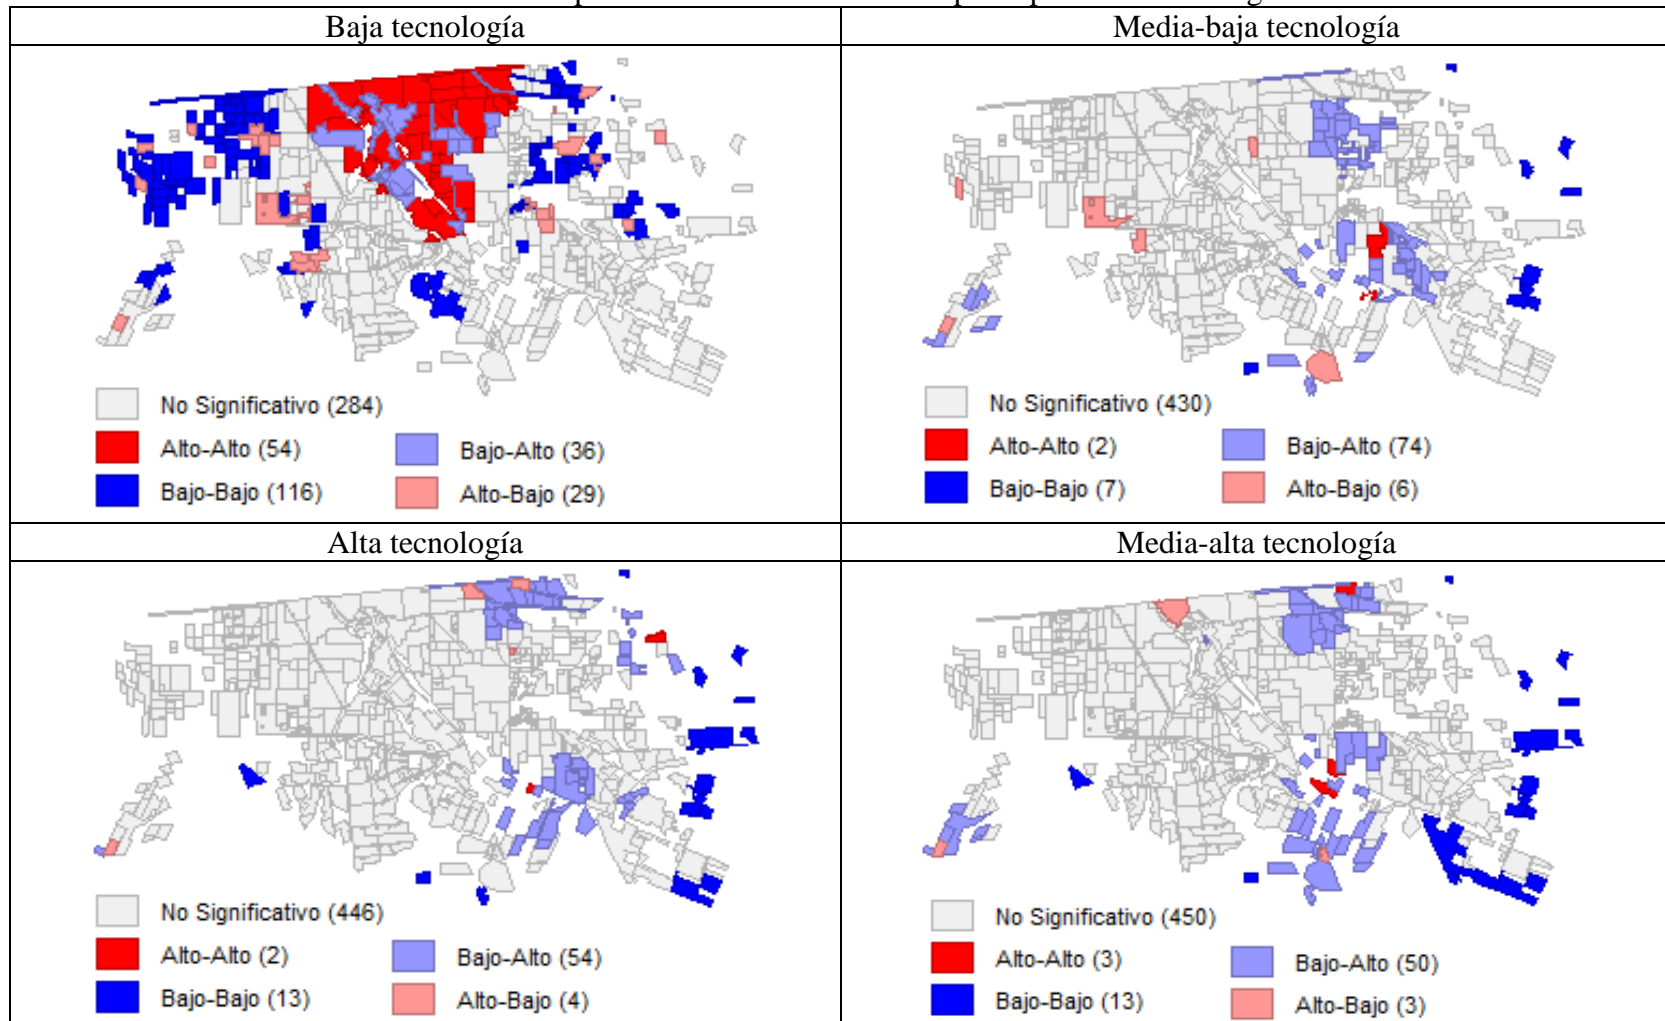 Baja tecnología
Media-baja tecnología
No Significativo (284)
Alto-Alto (54)
Bajo-Alto (36)
Bajo-Bajo (116)
Alto-Bajo (29)
No Significativo (430)
Alto-Alto (2)
Bajo-Alto (74)
Bajo-Bajo (7)
Alto-Bajo (6)
Alta tecnología
Media-alta tecnología
No Significativo (446)
Alto-Alto (2)
Bajo-Alto (54)
Bajo-Bajo (13)
Alto-Bajo (4)
No Significativo (450)
Alto-Alto (3)
Bajo-Alto (50)
Bajo-Bajo (13)
Alto-Bajo (3)